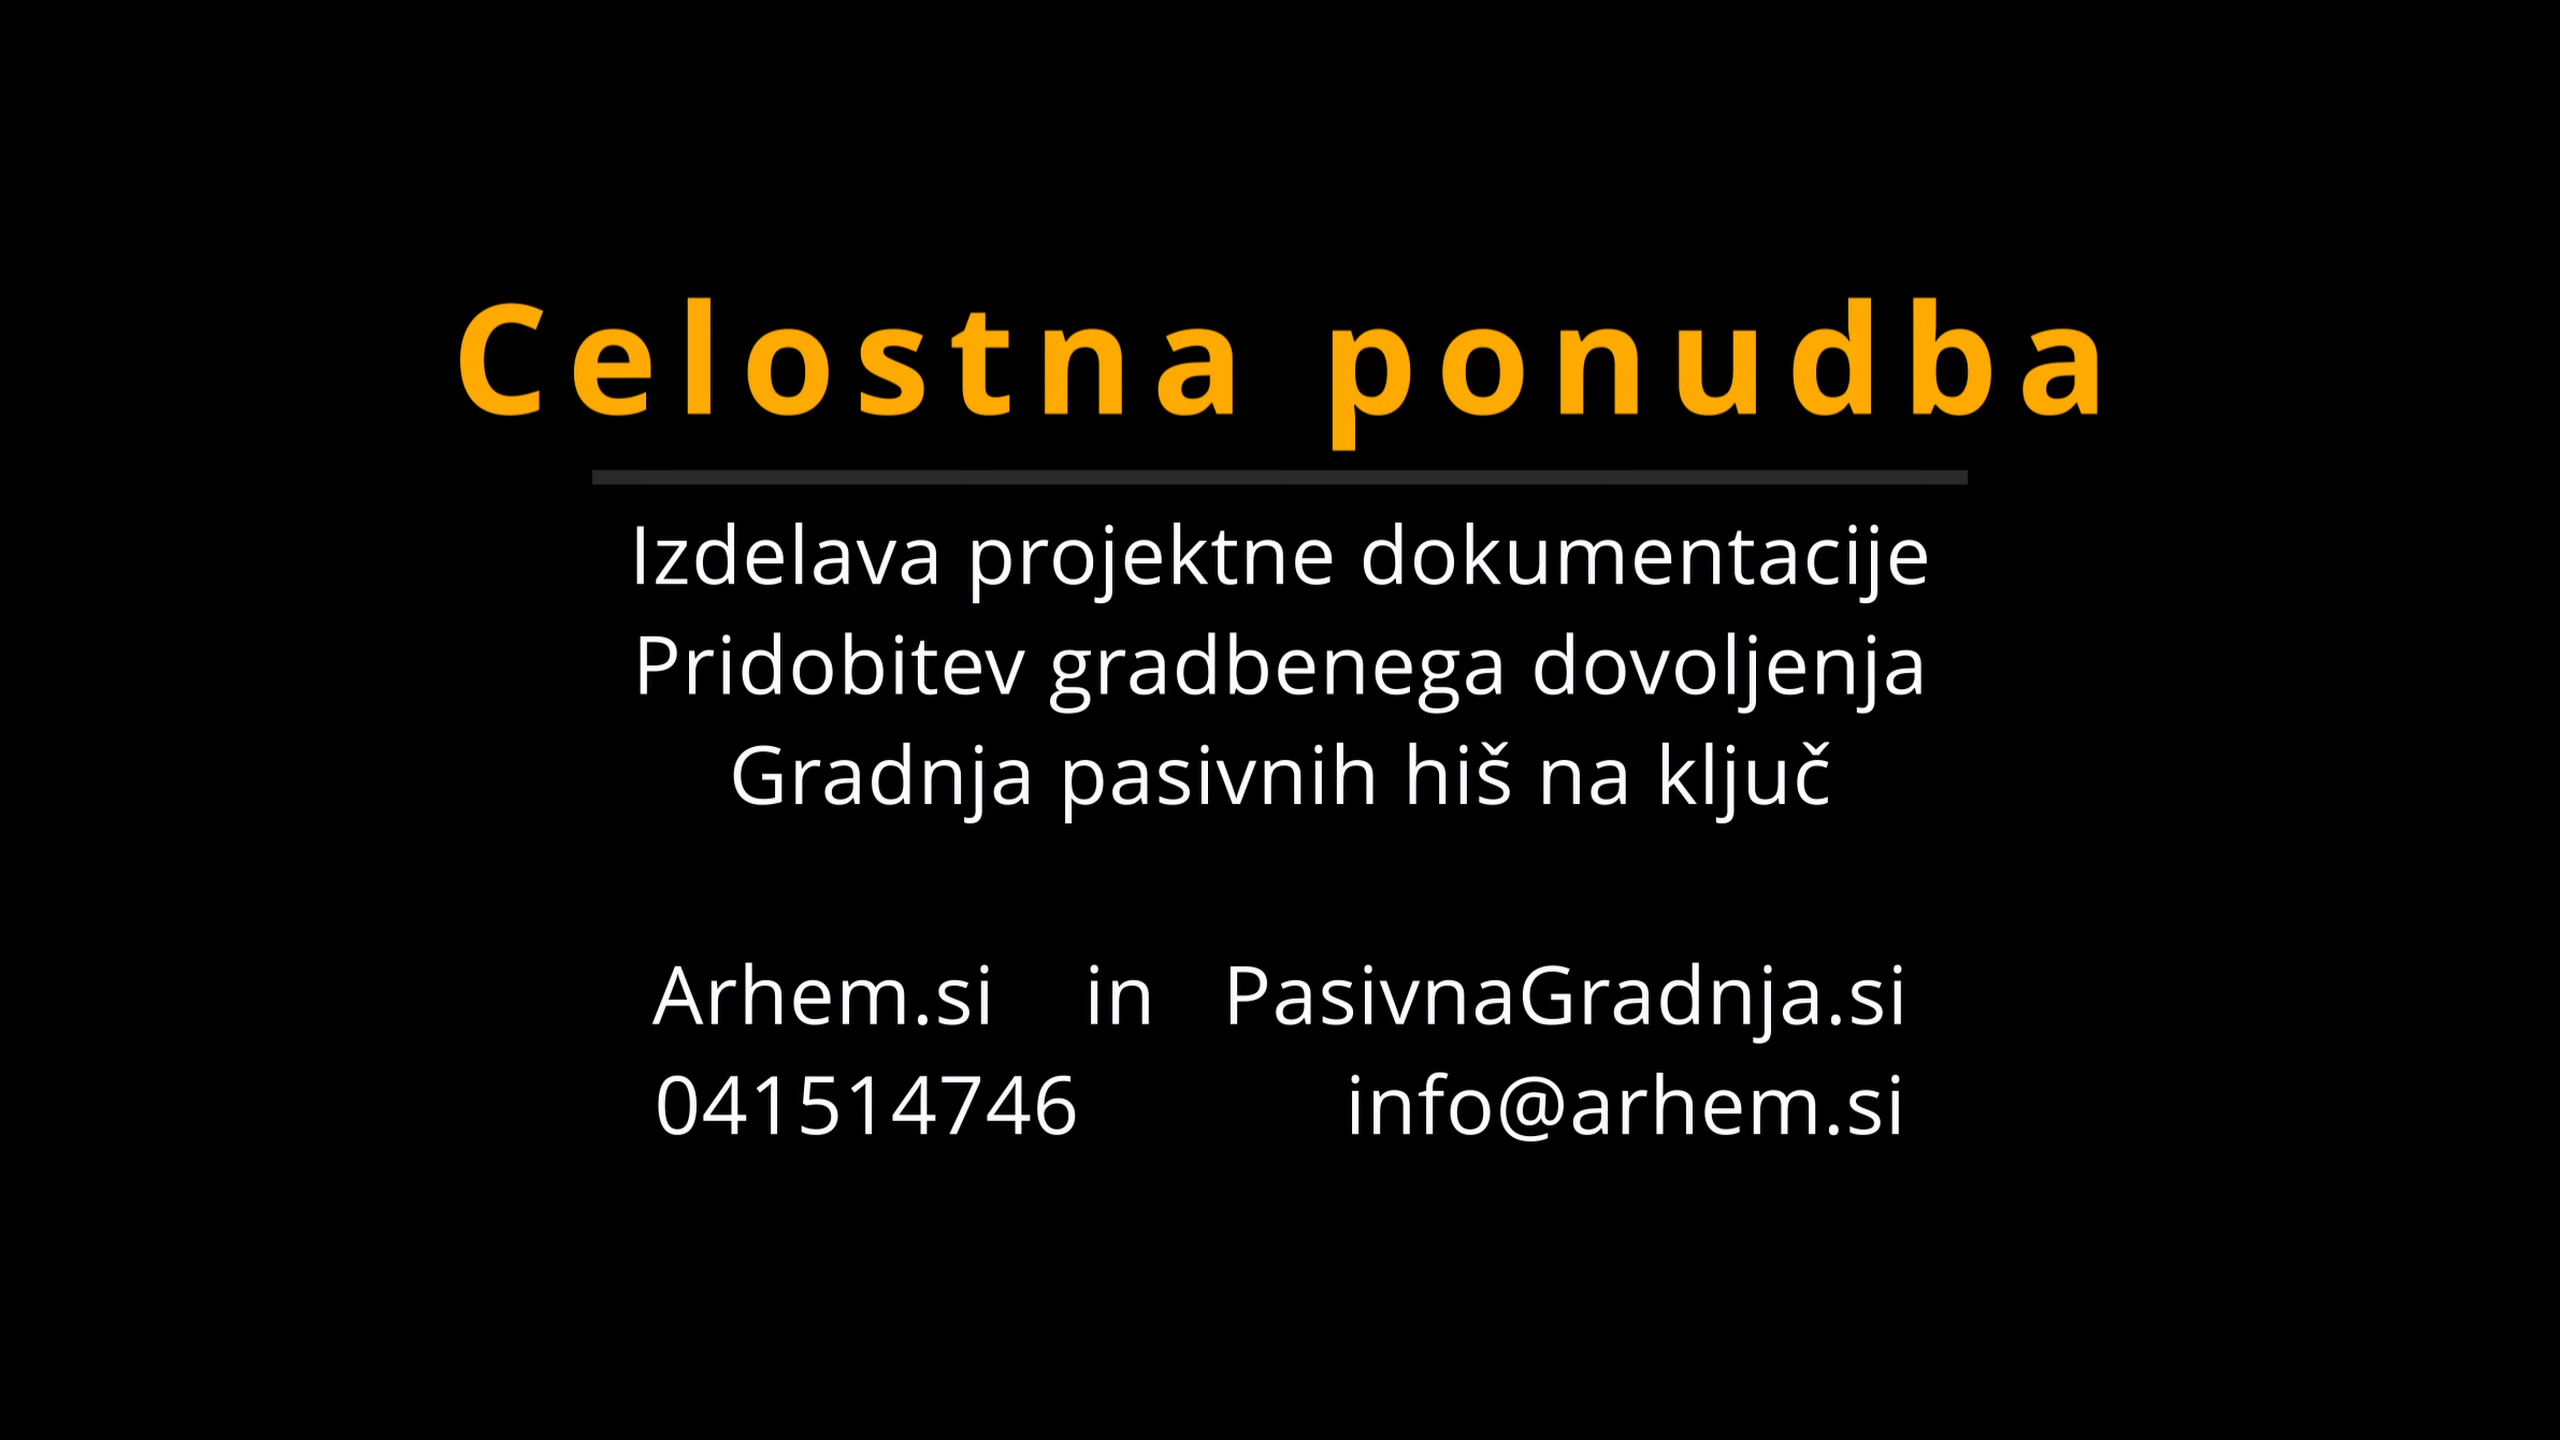 Celostna ponudba
Izdelava projektne dokumentacije
Pridobitev gradbenega dovoljenja
Gradnja pasivnih hiš na ključ
Arhem.si in PasivnaGradnja.si
041514746 info@arhem.si